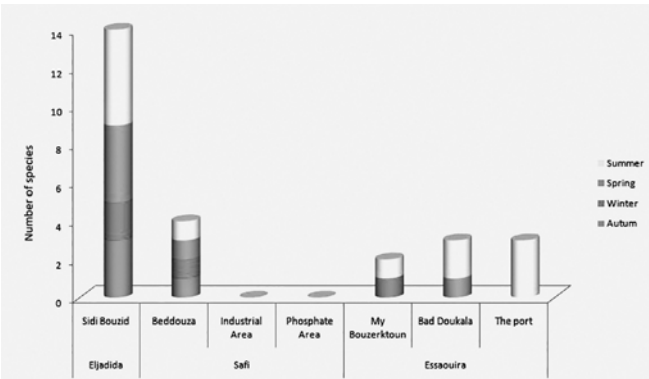 14
12
10
8
6
4
2
0
Number of species
Summer
Spring
Winter
Autum
Sidi Bouzid Beddouza Industrial Area Phosphate Area My Bouzerktoun Bad Doukala The port
Eljadida Safi Essaouira